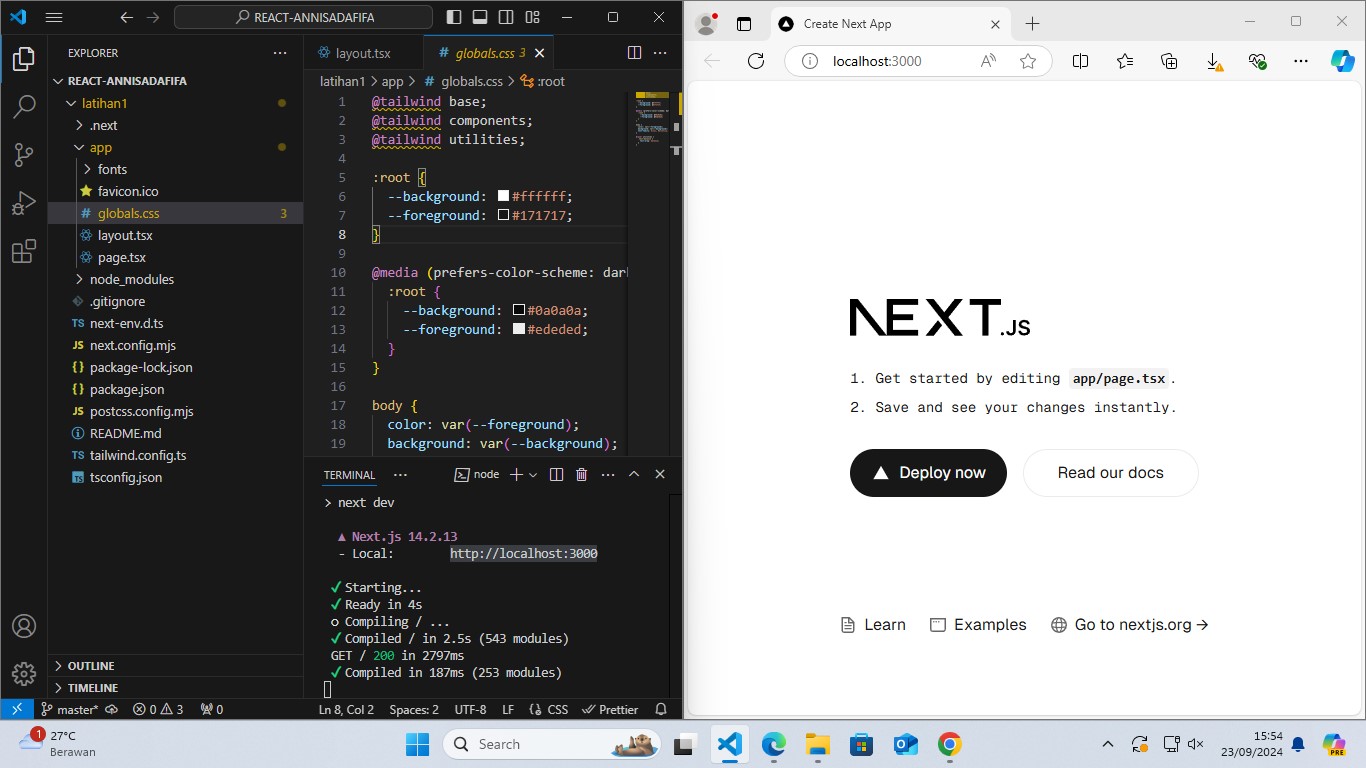 REACT-ANNISADAFIFA
EXPLORER
REACT-ANNISADAFIFA
latihan1
.next
app
fonts
favicon.ico
globals.css 3
layout.tsx
page.tsx
node_modules
.gitignore
next-env.d.ts
next.config.mjs
package-lock.json
package.json
postcss.config.mjs
README.md
tailwind.config.ts
tsconfig.json
OUTLINE
TIMELINE
layout.tsx
globals.css 3
latihan1 > app > globals.css > :root
1 @tailwind base;
2 @tailwind components;
3 @tailwind utilities;
4
5 :root {
6 --background: #ffffff;
7 --foreground: #171717;
8 }
9
10 @media (prefers-color-scheme: dar
11 :root {
12 --background: #0a0a0a;
13 --foreground: #ededed;
14 }
15 }
16
17 body {
18 color: var(--foreground);
19 background: var(--background);
TERMINAL
node
> next dev
▲ Next.js 14.2.13
- Local: http://localhost:3000
✓ Starting...
✓ Ready in 4s
○ Compiling / ...
✓ Compiled / in 2.5s (543 modules)
GET / 200 in 2797ms
✓ Compiled in 187ms (253 modules)
master* 0 3 0 Ln 8, Col 2 Spaces: 2 UTF-8 LF CSS Prettier
Create Next App
localhost:3000
NEXT.JS
1. Get started by editing app/page.tsx.
2. Save and see your changes instantly.
Deploy now
Read our docs
Learn
Examples
Go to nextjs.org →
1
27°C
Berawan
Search
15:54
23/09/2024
PRE